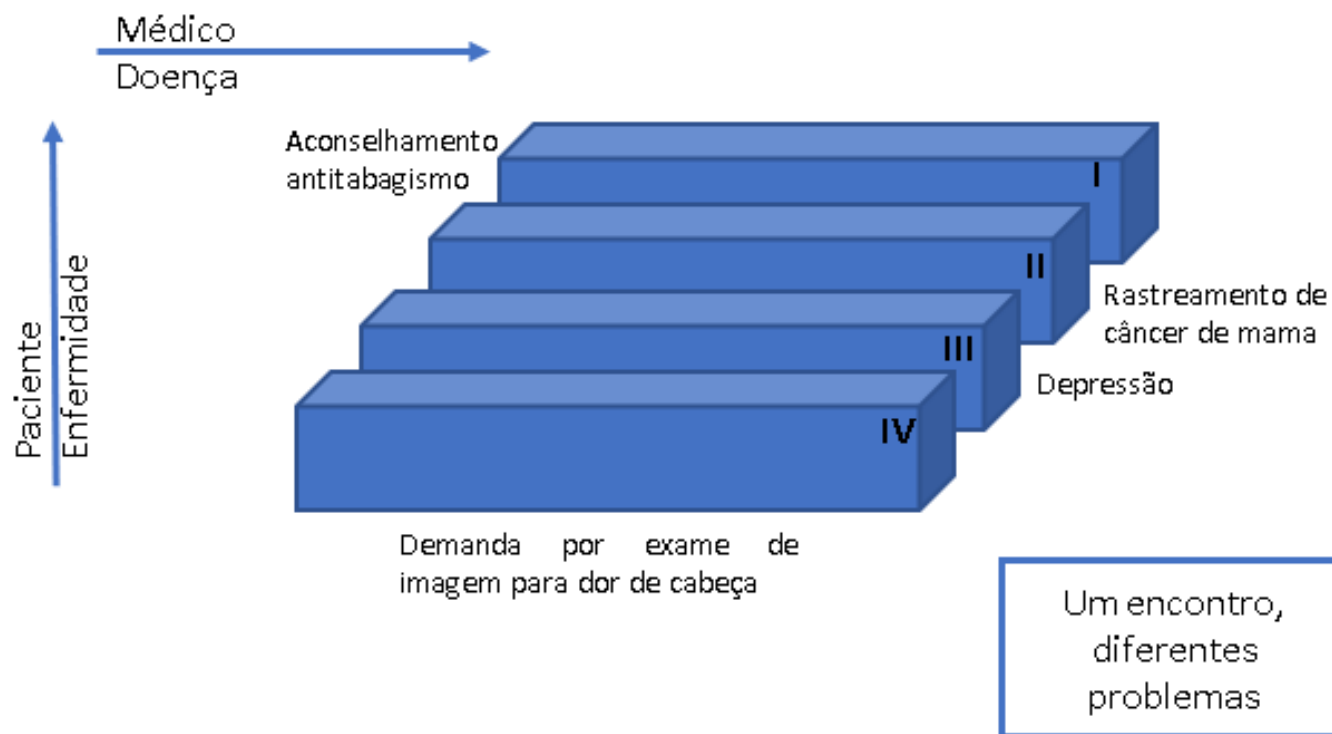 Médico
Doença
Paciente
Enfermidade
Aconselhamento
antitabagismo
I
II
Rastreamento de
câncer de mama
III
Depressão
IV
Demanda por exame de
imagem para dor de cabeça
Um encontro,
diferentes
problemas